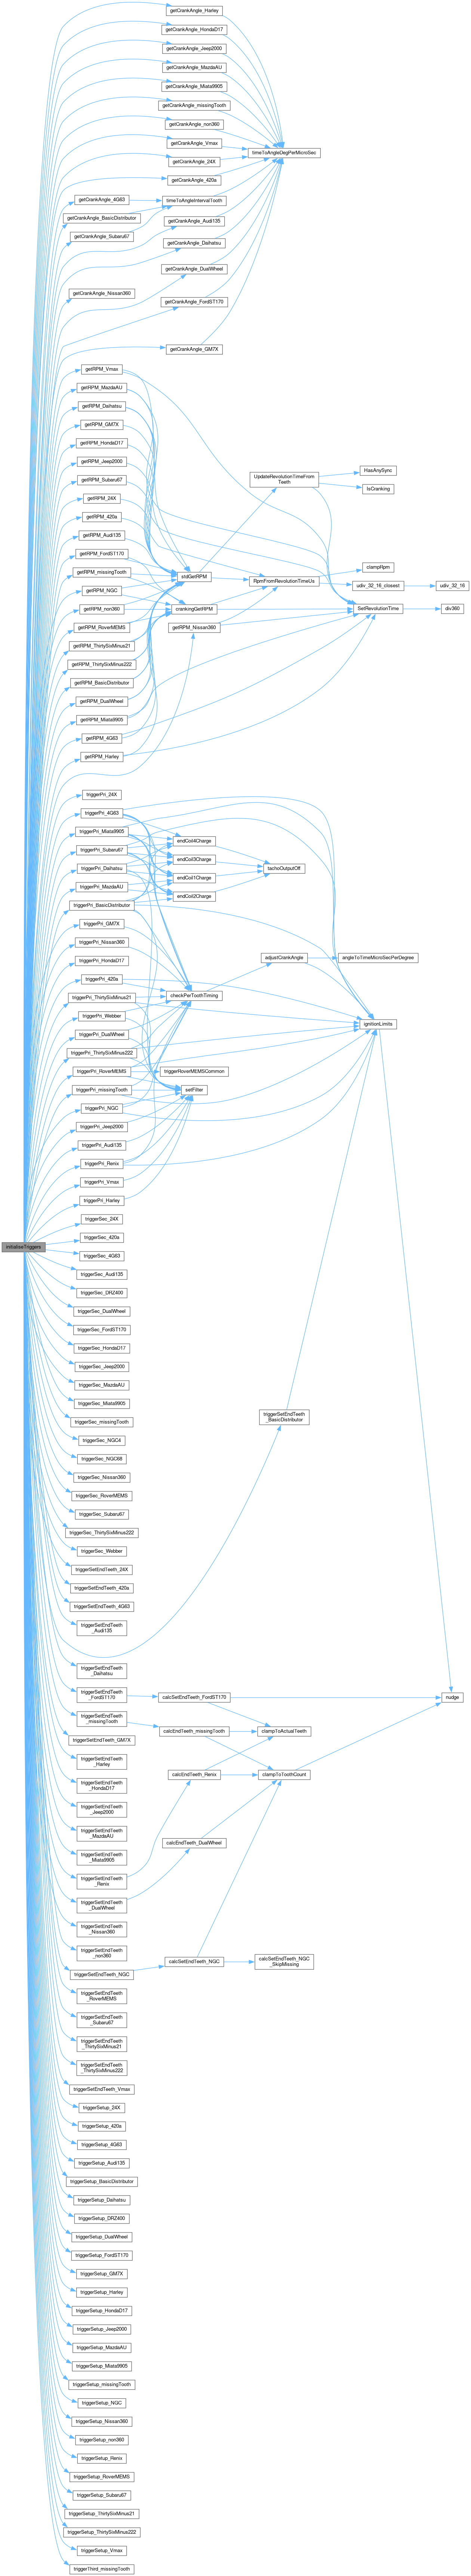 getCrankAngle_Harley
getCrankAngle_HondaD17
getCrankAngle_Jeep2000
getCrankAngle_MazdaAU
getCrankAngle_Miata9905
getCrankAngle_missingTooth
getCrankAngle_non360
getCrankAngle_Vmax
timeToAngleDegPerMicroSec
getCrankAngle_24X
getCrankAngle_420a
getCrankAngle_4G63
timeToAngleIntervalTooth
getCrankAngle_BasicDistributor
getCrankAngle_Audi135
getCrankAngle_Subaru67
getCrankAngle_Daihatsu
getCrankAngle_DualWheel
getCrankAngle_Nissan360
getCrankAngle_FordST170
getCrankAngle_GM7X
getRPM_Vmax
getRPM_MazdaAU
getRPM_Daihatsu
getRPM_GM7X
getRPM_HondaD17
getRPM_Jeep2000
HasAnySync
getRPM_Subaru67
UpdateRevolutionTimeFrom
Teeth
IsCranking
getRPM_24X
getRPM_420a
getRPM_Audi135
getRPM_FordST170
clampRpm
getRPM_missingTooth
stdGetRPM
RpmFromRevolutionTimeUs
udiv_32_16_closest
udiv_32_16
getRPM_NGC
getRPM_non360
crankingGetRPM
SetRevolutionTime
div360
getRPM_RoverMEMS
getRPM_Nissan360
getRPM_ThirtySixMinus21
getRPM_ThirtySixMinus222
getRPM_BasicDistributor
getRPM_DualWheel
getRPM_Miata9905
getRPM_4G63
getRPM_Harley
triggerPri_24X
triggerPri_4G63
triggerPri_Miata9905
endCoil4Charge
triggerPri_Subaru67
endCoil3Charge
triggerPri_Daihatsu
tachoOutputOff
endCoil1Charge
triggerPri_MazdaAU
endCoil2Charge
triggerPri_BasicDistributor
triggerPri_GM7X
triggerPri_Nissan360
triggerPri_HondaD17
adjustCrankAngle
angleToTimeMicroSecPerDegree
triggerPri_420a
triggerPri_ThirtySixMinus21
checkPerToothTiming
triggerPri_Webber
ignitionLimits
triggerPri_DualWheel
triggerPri_ThirtySixMinus222
triggerPri_RoverMEMS
triggerRoverMEMSCommon
triggerPri_missingTooth
setFilter
triggerPri_NGC
triggerPri_Jeep2000
triggerPri_Audi135
triggerPri_Renix
triggerPri_Vmax
triggerPri_Harley
triggerSec_24X
triggerSec_420a
initialiseTriggers
triggerSec_4G63
triggerSec_Audi135
triggerSec_DRZ400
triggerSec_DualWheel
triggerSec_FordST170
triggerSec_HondaD17
triggerSec_Jeep2000
triggerSec_MazdaAU
triggerSec_Miata9905
triggerSetEndTeeth
_BasicDistributor
triggerSec_missingTooth
triggerSec_NGC4
triggerSec_NGC68
triggerSec_Nissan360
triggerSec_RoverMEMS
triggerSec_Subaru67
triggerSec_ThirtySixMinus222
triggerSec_Webber
triggerSetEndTeeth_24X
triggerSetEndTeeth_420a
triggerSetEndTeeth_4G63
triggerSetEndTeeth
_Audi135
triggerSetEndTeeth
_Daihatsu
triggerSetEndTeeth
_FordST170
calcSetEndTeeth_FordST170
nudge
triggerSetEndTeeth
_missingTooth
calcEndTeeth_missingTooth
clampToActualTeeth
triggerSetEndTeeth_GM7X
triggerSetEndTeeth
_Harley
calcEndTeeth_Renix
clampToToothCount
triggerSetEndTeeth
_HondaD17
triggerSetEndTeeth
_Jeep2000
triggerSetEndTeeth
_MazdaAU
calcEndTeeth_DualWheel
triggerSetEndTeeth
_Miata9905
triggerSetEndTeeth
_Renix
triggerSetEndTeeth
_DualWheel
triggerSetEndTeeth
_Nissan360
triggerSetEndTeeth
_non360
calcSetEndTeeth_NGC
calcSetEndTeeth_NGC
_SkipMissing
triggerSetEndTeeth_NGC
triggerSetEndTeeth
_RoverMEMS
triggerSetEndTeeth
_Subaru67
triggerSetEndTeeth
_ThirtySixMinus21
triggerSetEndTeeth
_ThirtySixMinus222
triggerSetEndTeeth_Vmax
triggerSetup_24X
triggerSetup_420a
triggerSetup_4G63
triggerSetup_Audi135
triggerSetup_BasicDistributor
triggerSetup_Daihatsu
triggerSetup_DRZ400
triggerSetup_DualWheel
triggerSetup_FordST170
triggerSetup_GM7X
triggerSetup_Harley
triggerSetup_HondaD17
triggerSetup_Jeep2000
triggerSetup_MazdaAU
triggerSetup_Miata9905
triggerSetup_missingTooth
triggerSetup_NGC
triggerSetup_Nissan360
triggerSetup_non360
triggerSetup_Renix
triggerSetup_RoverMEMS
triggerSetup_Subaru67
triggerSetup_ThirtySixMinus21
triggerSetup_ThirtySixMinus222
triggerSetup_Vmax
triggerThird_missingTooth